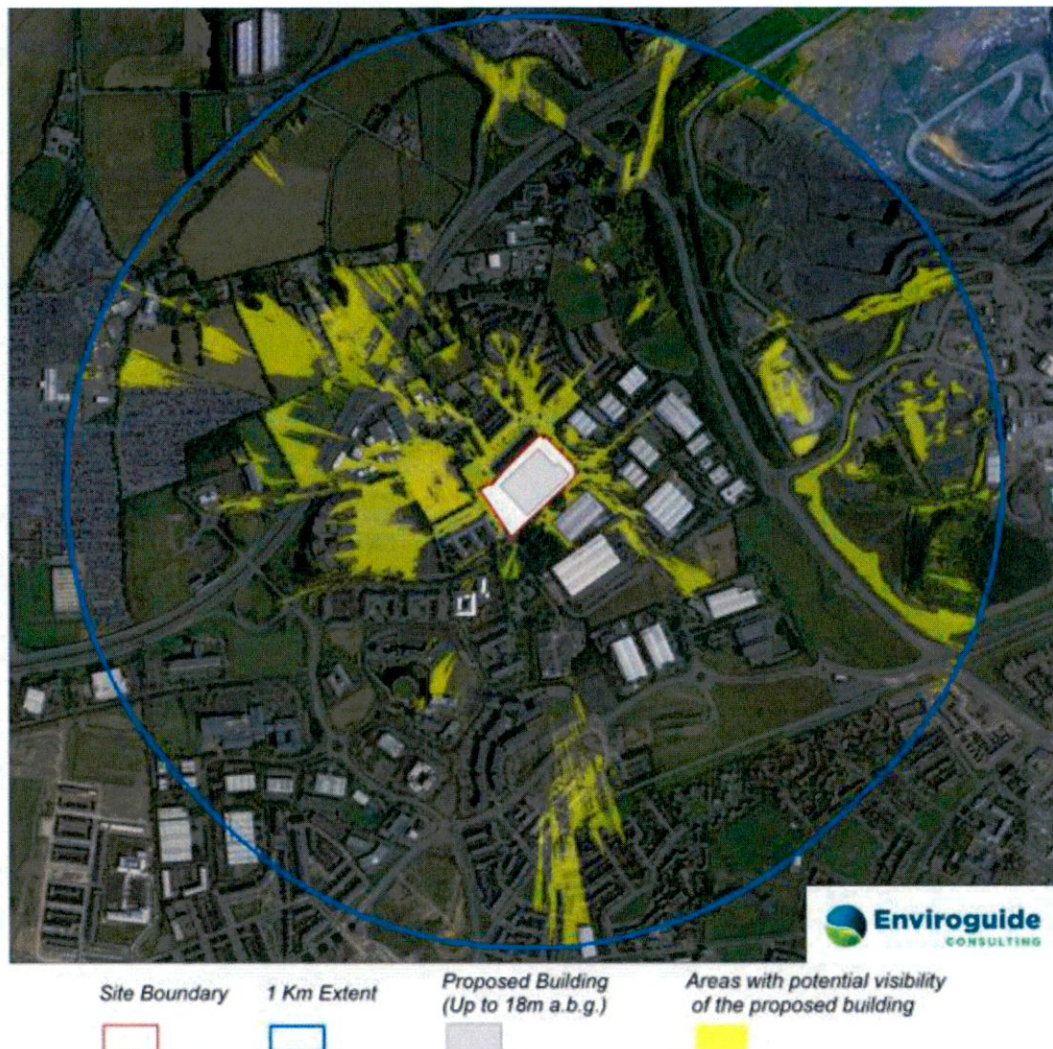 Enviroguide
CONSULTING
Site Boundary
1 Km Extent
Proposed Building
(Up to 18m a.b.g.)
Areas with potential visibility
of the proposed building